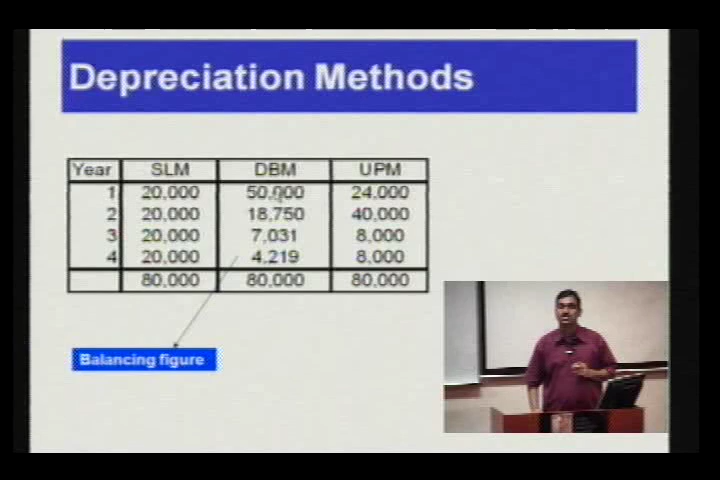 Depreciation Methods
Year SLM DBM UPM
1 20,000 50,000 24,000
2 20,000 18,750 40,000
3 20,000 7,031 8,000
4 20,000 4,219 8,000
80,000 80,000 80,000
Balancing figure